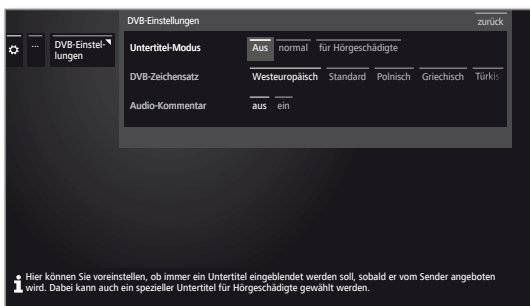 DVB-Einstellungen zurück
... DVB-Einstel-
lungen
Untertitel-Modus Aus normal für Hörgeschädigte
DVB-Zeichensatz Westeuropäisch Standard Polnisch Griechisch Türkis
Audio-Kommentar aus ein
Hier können Sie voreinstellen, ob immer ein Untertitel eingeblendet werden soll, sobald er vom Sender angeboten
wird. Dabei kann auch ein spezieller Untertitel für Hörgeschädigte gewählt werden.